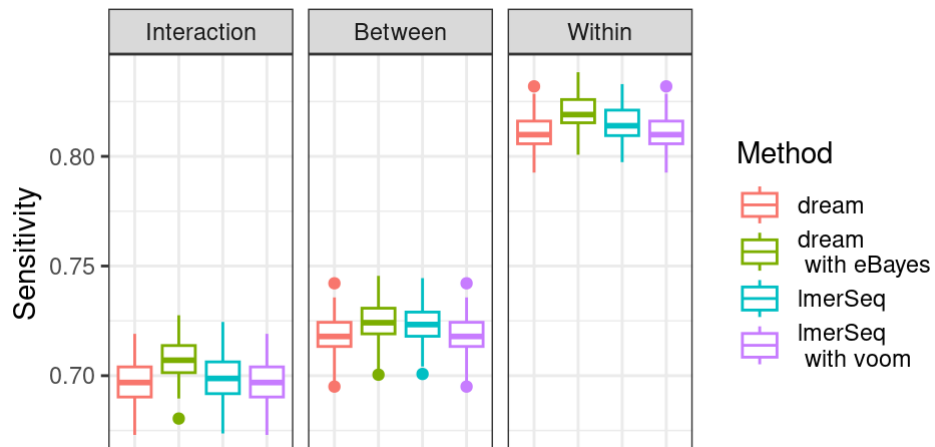 Interaction
Between
Within
Sensitivity
0.80
0.75
0.70
Method
dream
dream
with eBayes
lmerSeq
lmerSeq
with voom